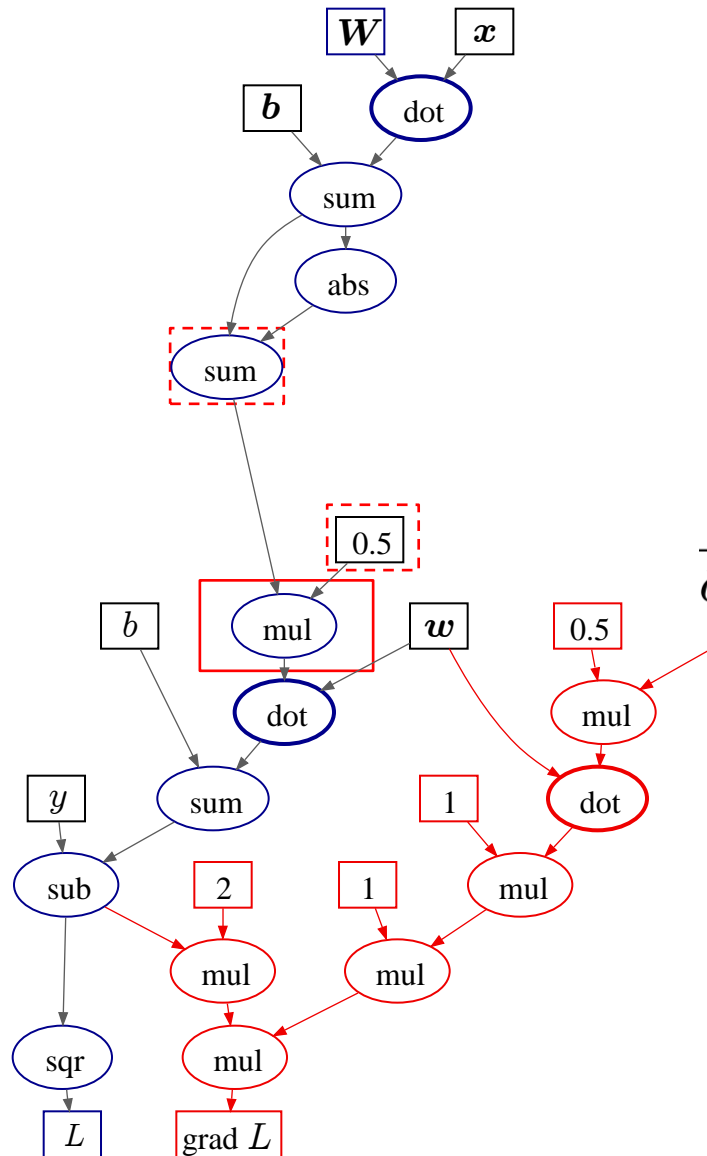 W x
b dot
sum
abs
sum
0.5
b mul w 0.5
dot mul
y sum 1 dot
sub 2 1 mul
mul mul
sqr mul
L grad L